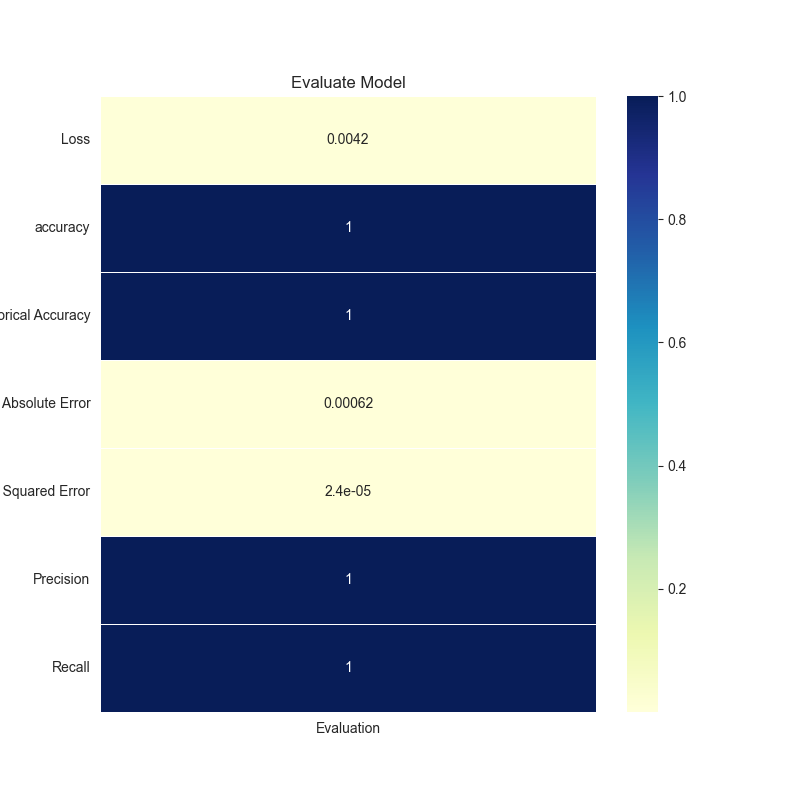 Evaluate Model
Loss 0.0042
accuracy 1
orical Accuracy 1
Absolute Error 0.00062
Squared Error 2.4e-05
Precision 1
Recall 1
Evaluation
1.0
0.8
0.6
0.4
0.2